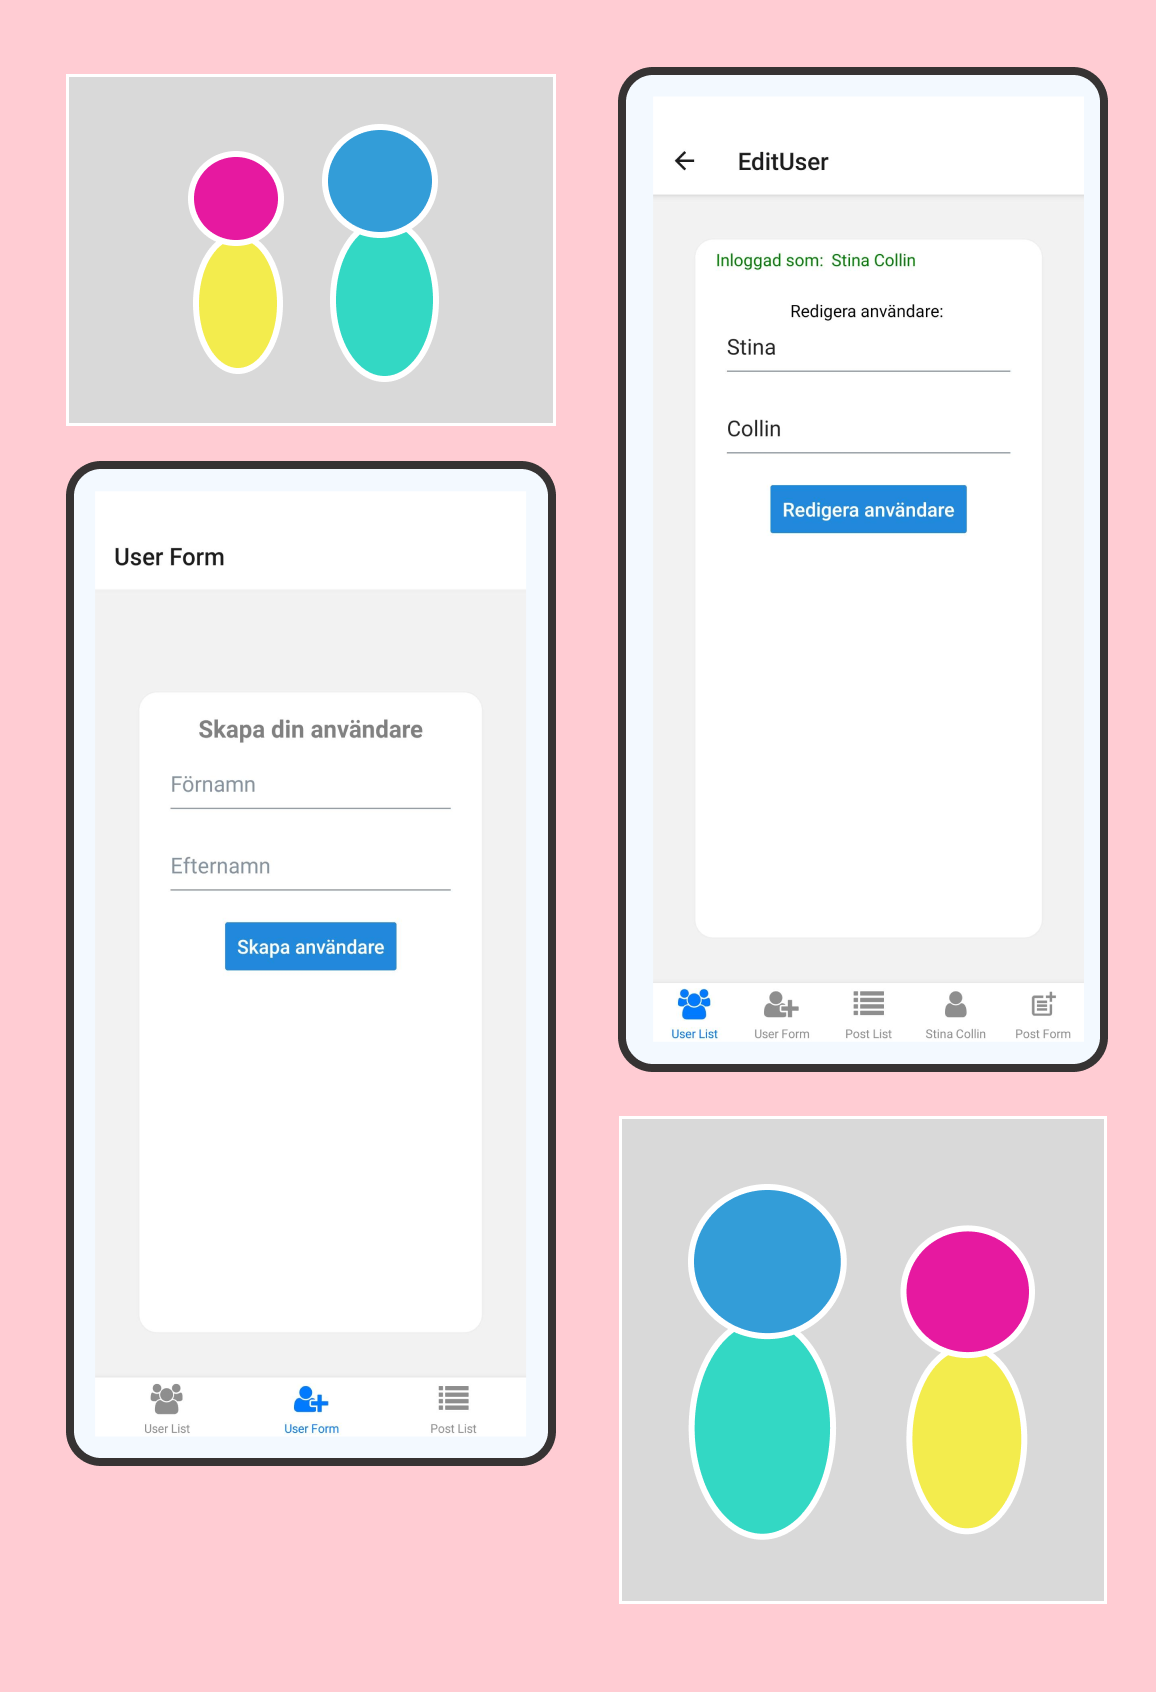 User Form
Skapa din användare
Förnamn
Efternamn
Skapa användare
User List
User Form
Post List
EditUser
Inloggad som: Stina Collin
Redigera användare:
Stina
Collin
Redigera användare
User List
User Form
Post List
Stina Collin
Post Form